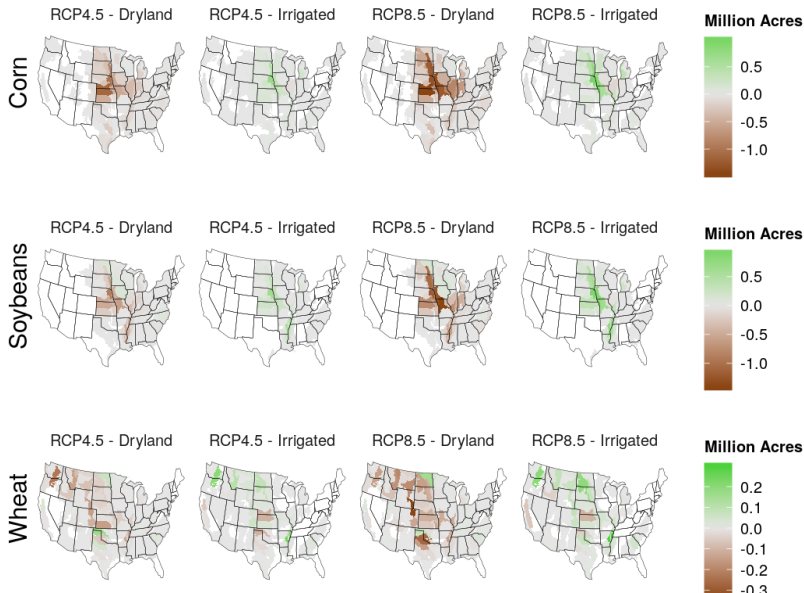 RCP4.5 - Dryland RCP4.5 - Irrigated RCP8.5 - Dryland RCP8.5 - Irrigated
Million Acres
Corn
0.5
0.0
-0.5
-1.0
RCP4.5 - Dryland RCP4.5 - Irrigated RCP8.5 - Dryland RCP8.5 - Irrigated
Million Acres
Soybeans
0.5
0.0
-0.5
-1.0
RCP4.5 - Dryland RCP4.5 - Irrigated RCP8.5 - Dryland RCP8.5 - Irrigated
Million Acres
Wheat
0.2
0.1
0.0
-0.1
-0.2
-0.3